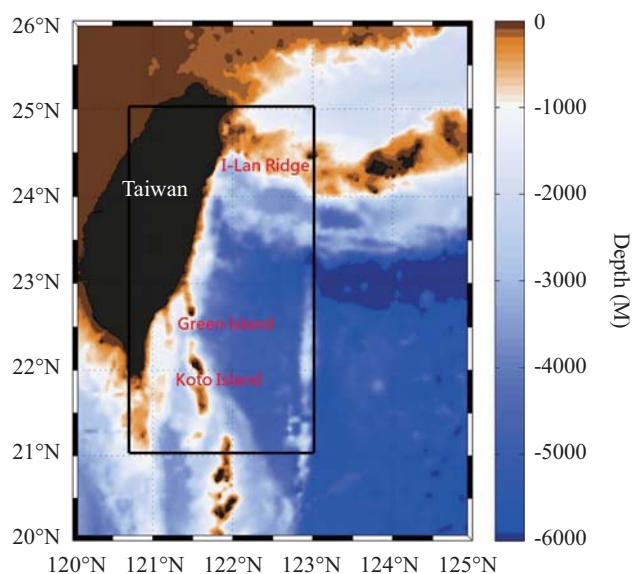 26°N
25°N
24°N
23°N
22°N
21°N
20°N
120°N 121°N 122°N 123°N 124°N 125°N
Taiwan
I-Lan Ridge
Green Island
Koto Island
0
-1000
-2000
-3000
-4000
-5000
-6000
Depth (M)